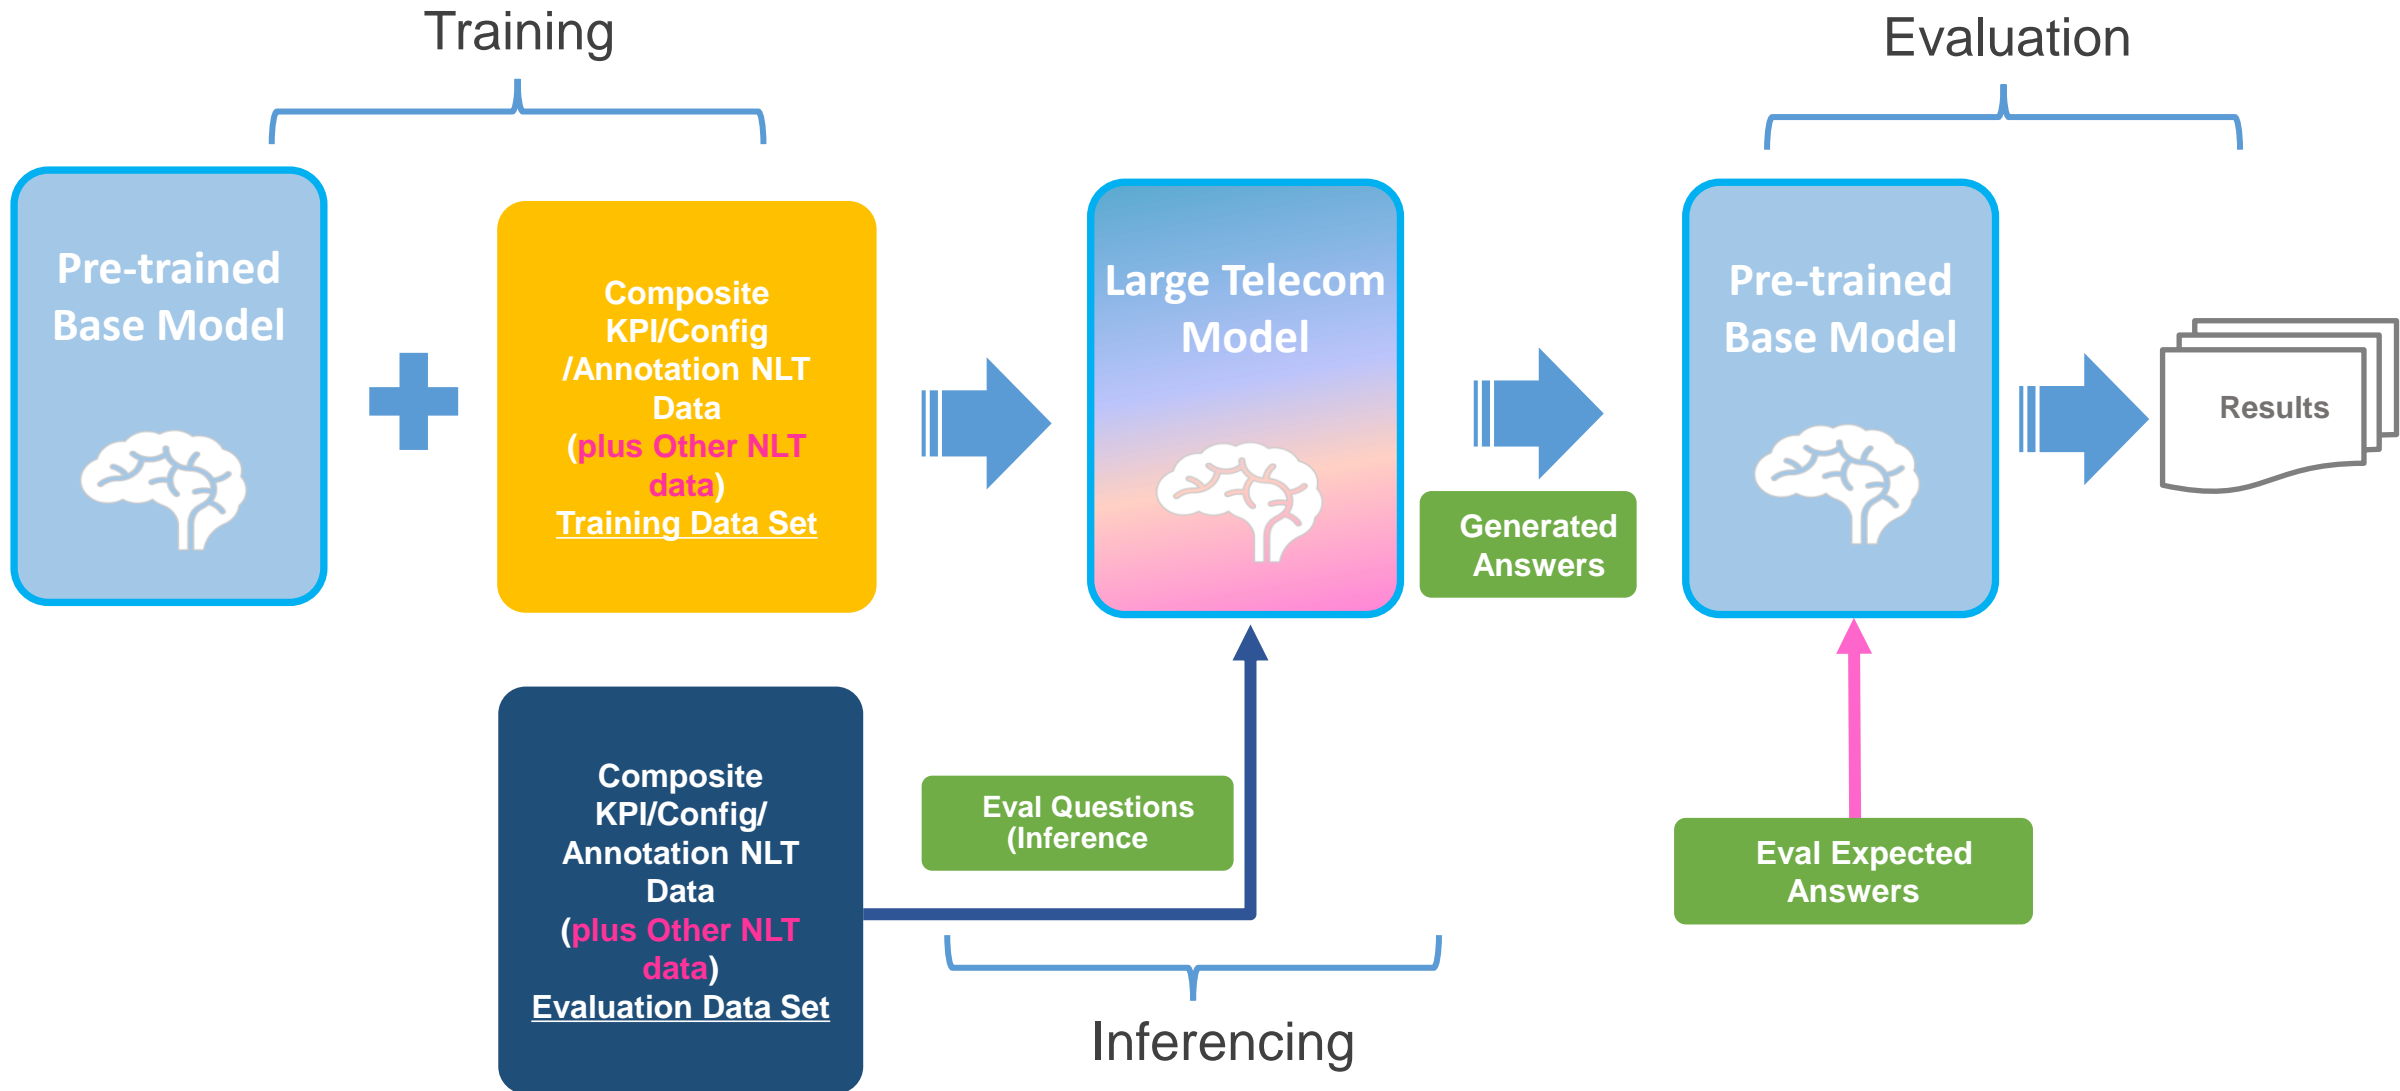 Training
Evaluation
Pre-trained
Base Model
Composite
KPI/Config
/Annotation NLT
Data
(plus Other NLT
data)
Training Data Set
Large Telecom
Model
Generated
Answers
Pre-trained
Base Model
Results
Composite
KPI/Config/
Annotation NLT
Data
(plus Other NLT
data)
Evaluation Data Set
Eval Questions
(Inference
Eval Expected
Answers
Inferencing